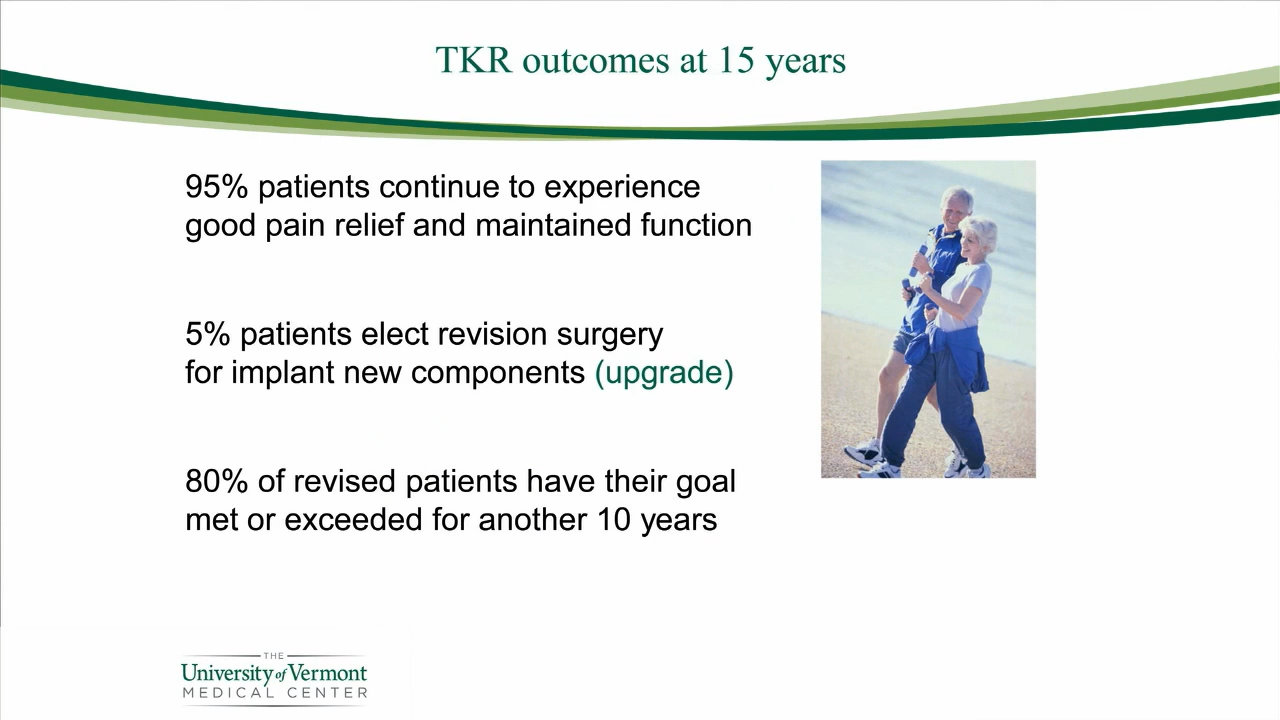 TKR outcomes at 15 years
95% patients continue to experience
good pain relief and maintained function
5% patients elect revision surgery
for implant new components (upgrade)
80% of revised patients have their goal
met or exceeded for another 10 years
THE
University of Vermont
MEDICAL CENTER